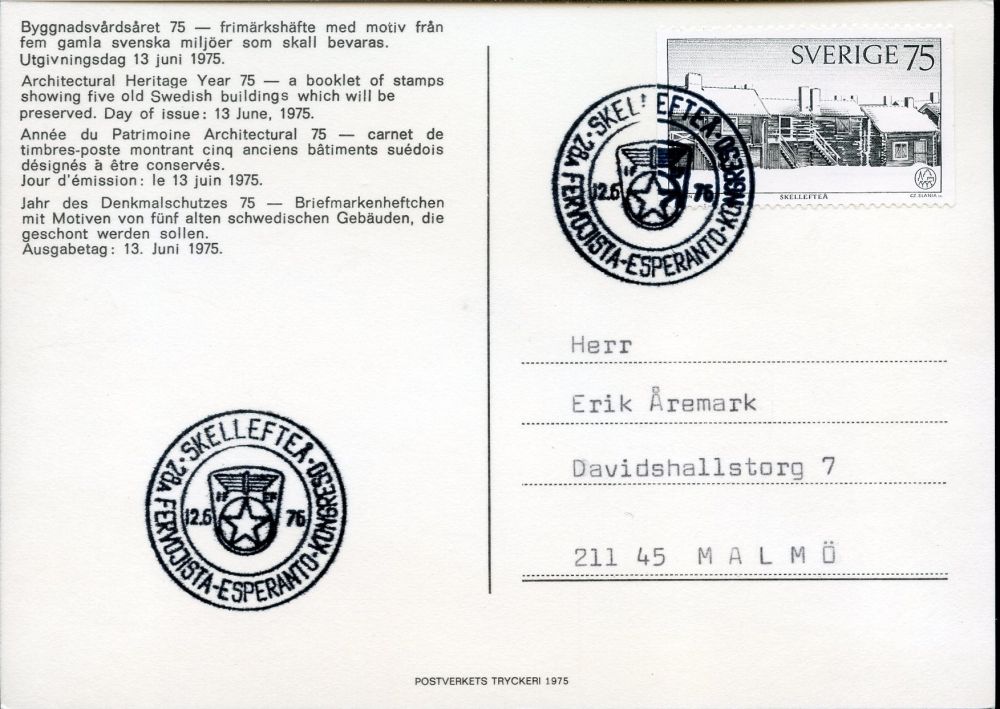 Byggnadsvårdsåret 75 — frimärkshäfte med motiv från
fem gamla svenska miljöer som skall bevaras.
Utgivningsdag 13 juni 1975.
Architectural Heritage Year 75 — a booklet of stamps
showing five old Swedish buildings which will be
preserved. Day of issue: 13 June, 1975.
Année du Patrimoine Architectural 75 — carnet de
timbres-poste montrant cinq anciens bâtiments suédois
désignés à être conservés.
Jour d'émission: le 13 juin 1975.
Jahr des Denkmalschutzes 75 — Briefmarkenheftchen
mit Motiven von fünf alten schwedischen Gebäuden, die
geschont werden sollen.
Ausgabetag: 13. Juni 1975.
SVERIGE 75
SKELLEFTEÅ
CZ.SLANIA SC.
·SKELLEFTEÅ·
28A FERVOJISTA-ESPERANTO-KONGRESO
12.6 76
Herr
Erik Åremark
Davidshallstorg 7
211 45 MALMÖ
·SKELLEFTEÅ·
28A FERVOJISTA-ESPERANTO-KONGRESO
12.6 76
POSTVERKETS TRYCKERI 1975